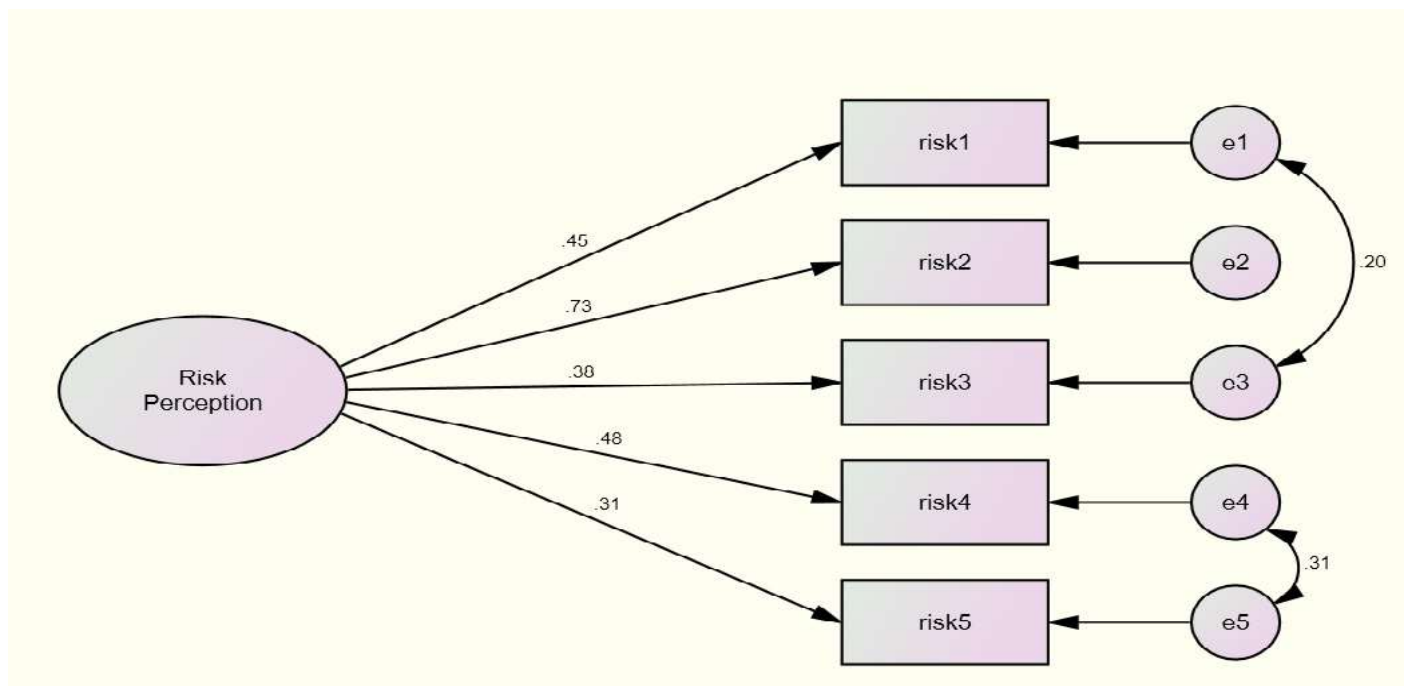 risk1
e1
.45
risk2
e2
.20
.73
Risk
Perception
.38
risk3
e3
.48
risk4
e4
.31
.31
risk5
e5